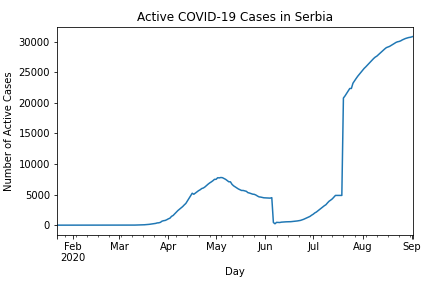 Active COVID-19 Cases in Serbia
Number of Active Cases
30000
25000
20000
15000
10000
5000
0
Feb Mar Apr May Jun Jul Aug Sep
2020
Day